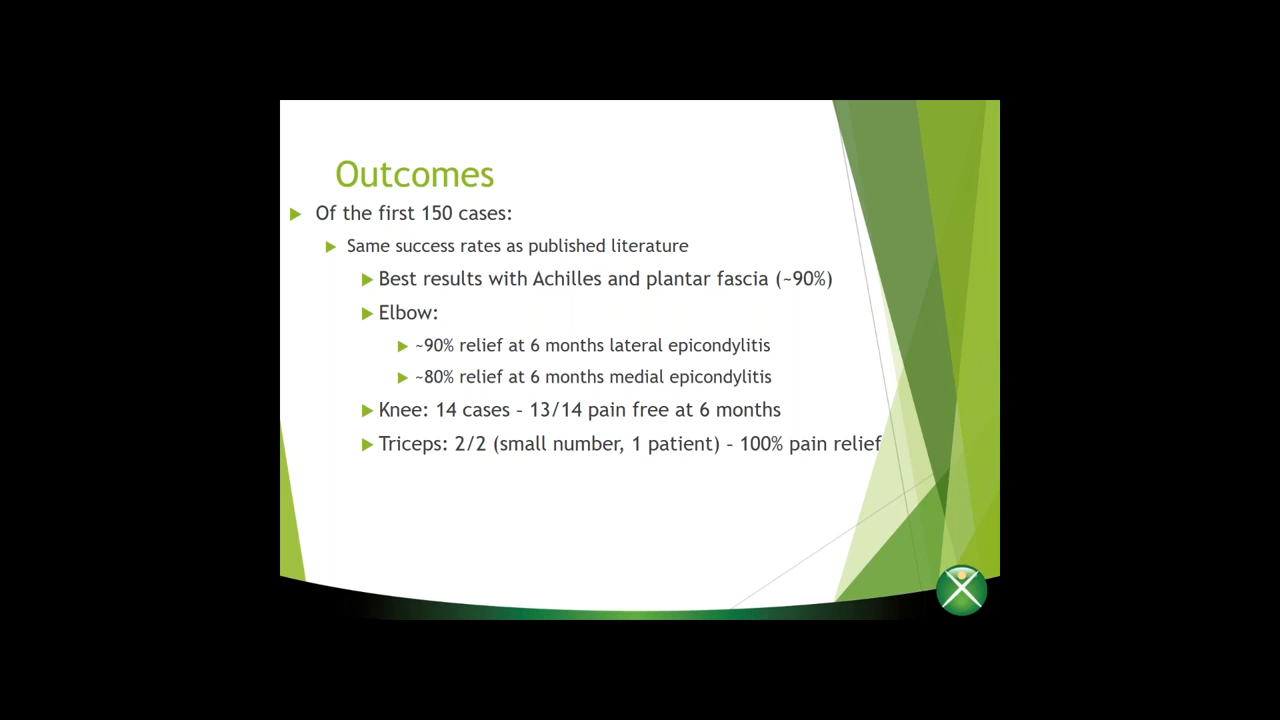 Outcomes
Of the first 150 cases:
Same success rates as published literature
Best results with Achilles and plantar fascia (~90%)
Elbow:
~90% relief at 6 months lateral epicondylitis
~80% relief at 6 months medial epicondylitis
Knee: 14 cases – 13/14 pain free at 6 months
Triceps: 2/2 (small number, 1 patient) – 100% pain relief